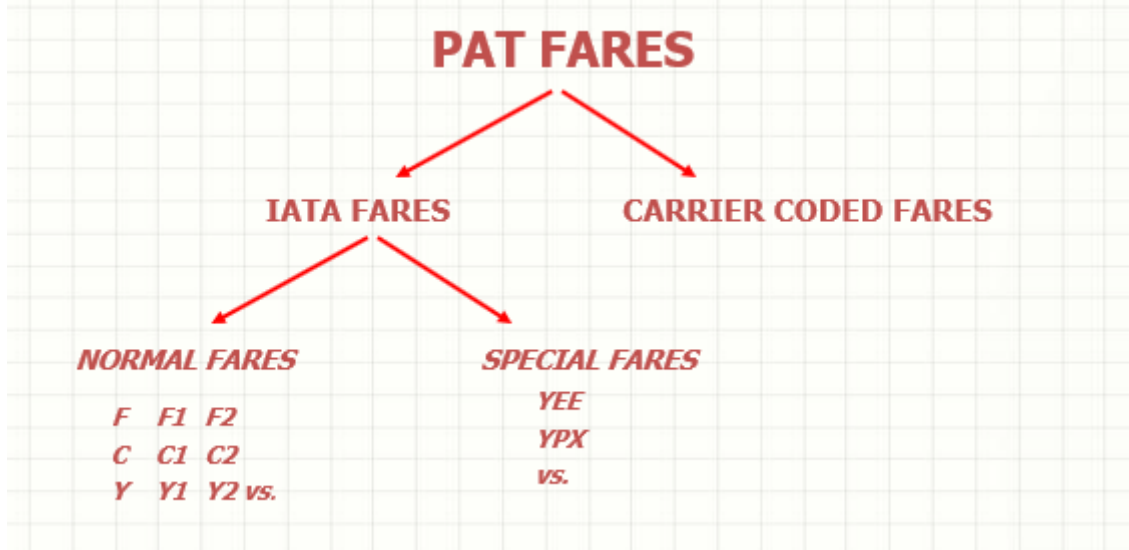 PAT FARES
IATA FARES CARRIER CODED FARES
NORMAL FARES SPECIAL FARES
YEE
F F1 F2
YPX
C C1 C2
vs.
Y Y1 Y2 vs.